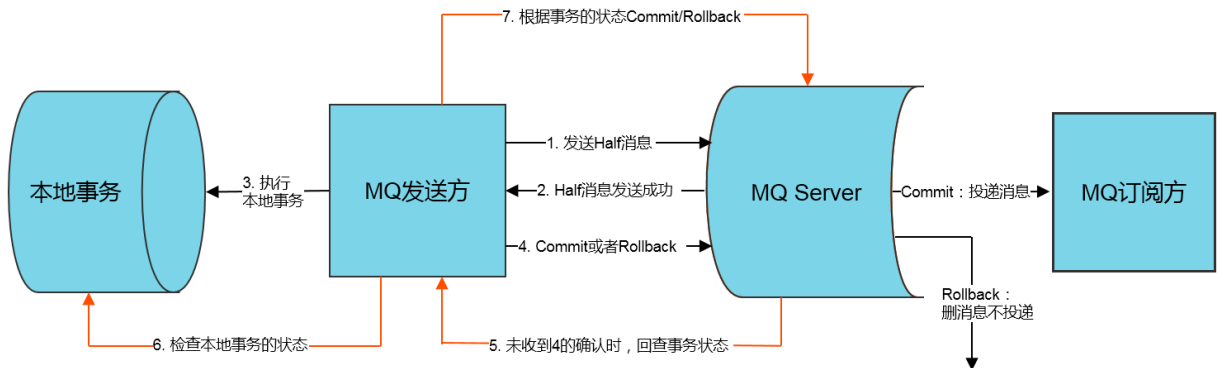 7. 根据事务的状态Commit/Rollback
本地事务
3. 执行
本地事务
MQ发送方
1. 发送Half消息
2. Half消息发送成功
4. Commit或者Rollback
MQ Server
Commit：投递消息
MQ订阅方
Rollback：
删消息不投递
6. 检查本地事务的状态
5. 未收到4的确认时，回查事务状态